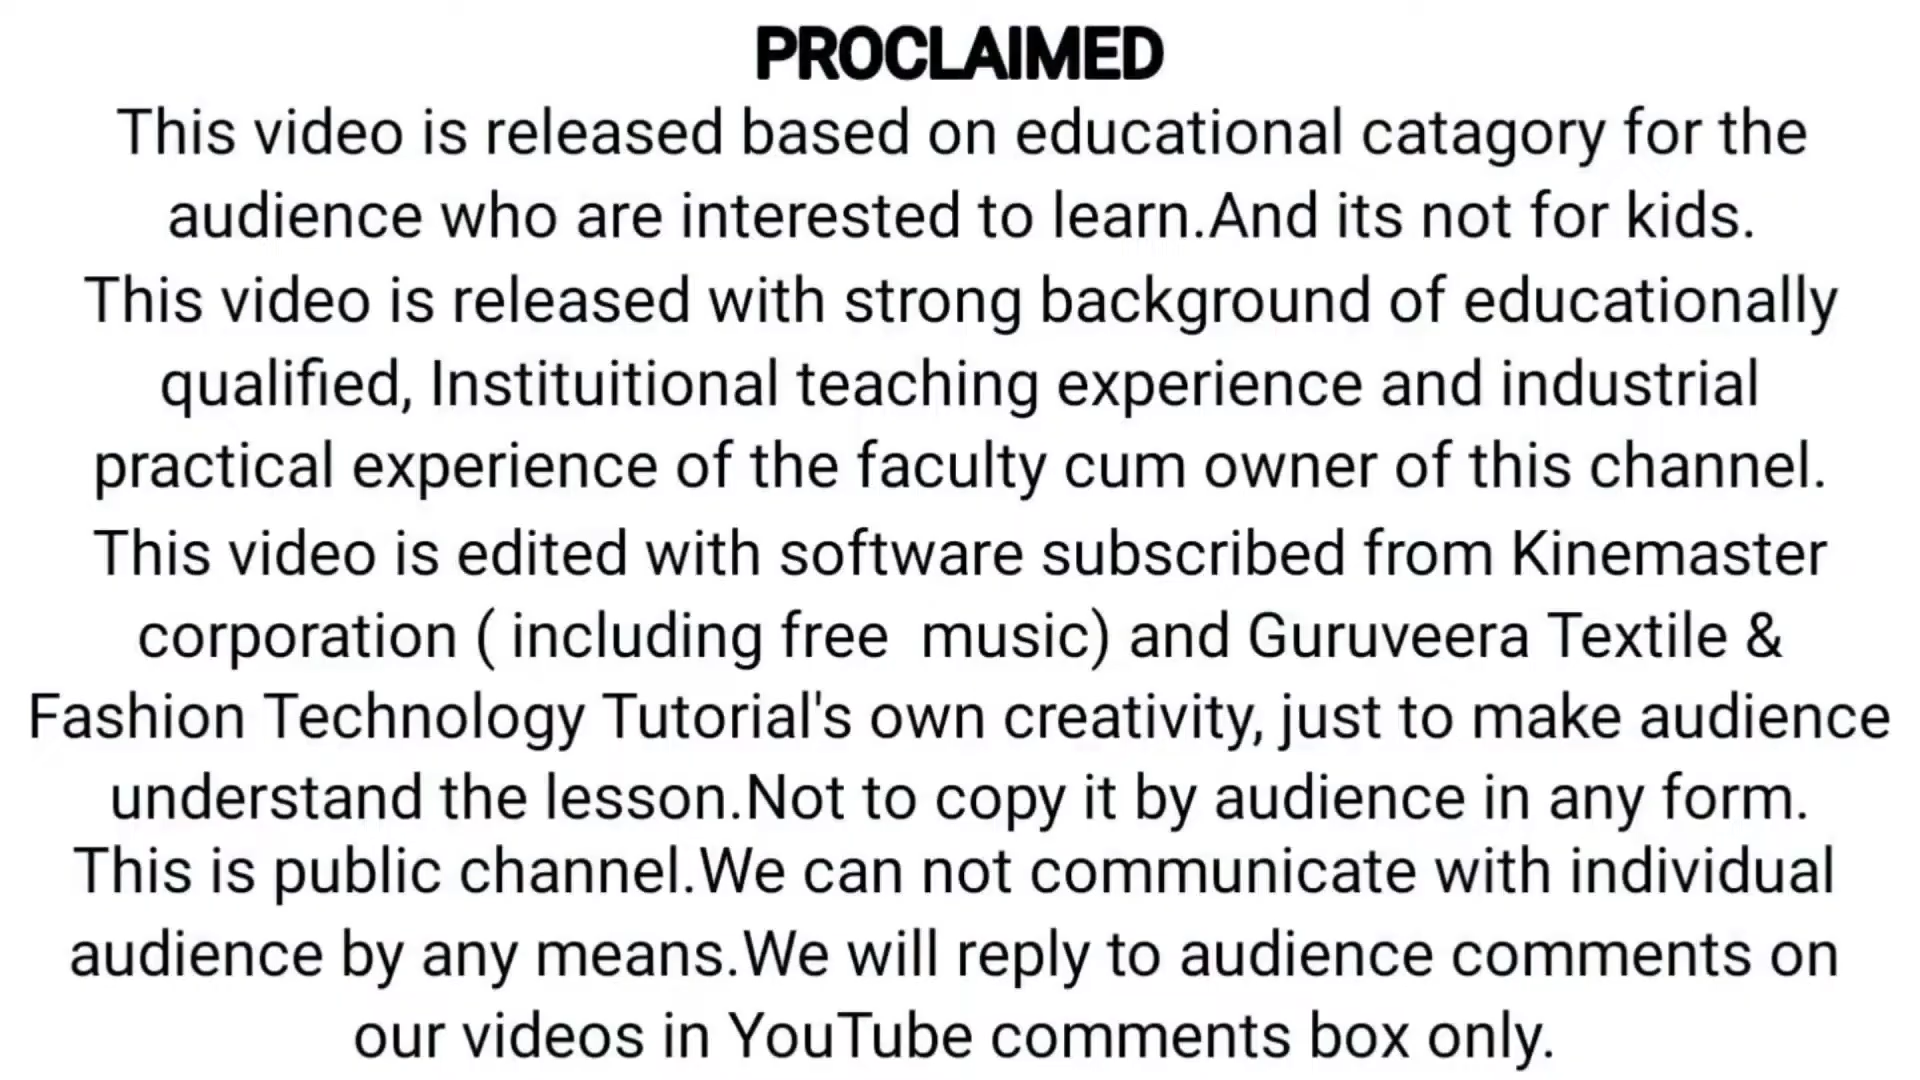 PROCLAIMED
This video is released based on educational catagory for the
audience who are interested to learn.And its not for kids.
This video is released with strong background of educationally
qualified, Instituitional teaching experience and industrial
practical experience of the faculty cum owner of this channel.
This video is edited with software subscribed from Kinemaster
corporation ( including free  music) and Guruveera Textile &
Fashion Technology Tutorial's own creativity, just to make audience
understand the lesson.Not to copy it by audience in any form.
This is public channel.We can not communicate with individual
audience by any means.We will reply to audience comments on
our videos in YouTube comments box only.